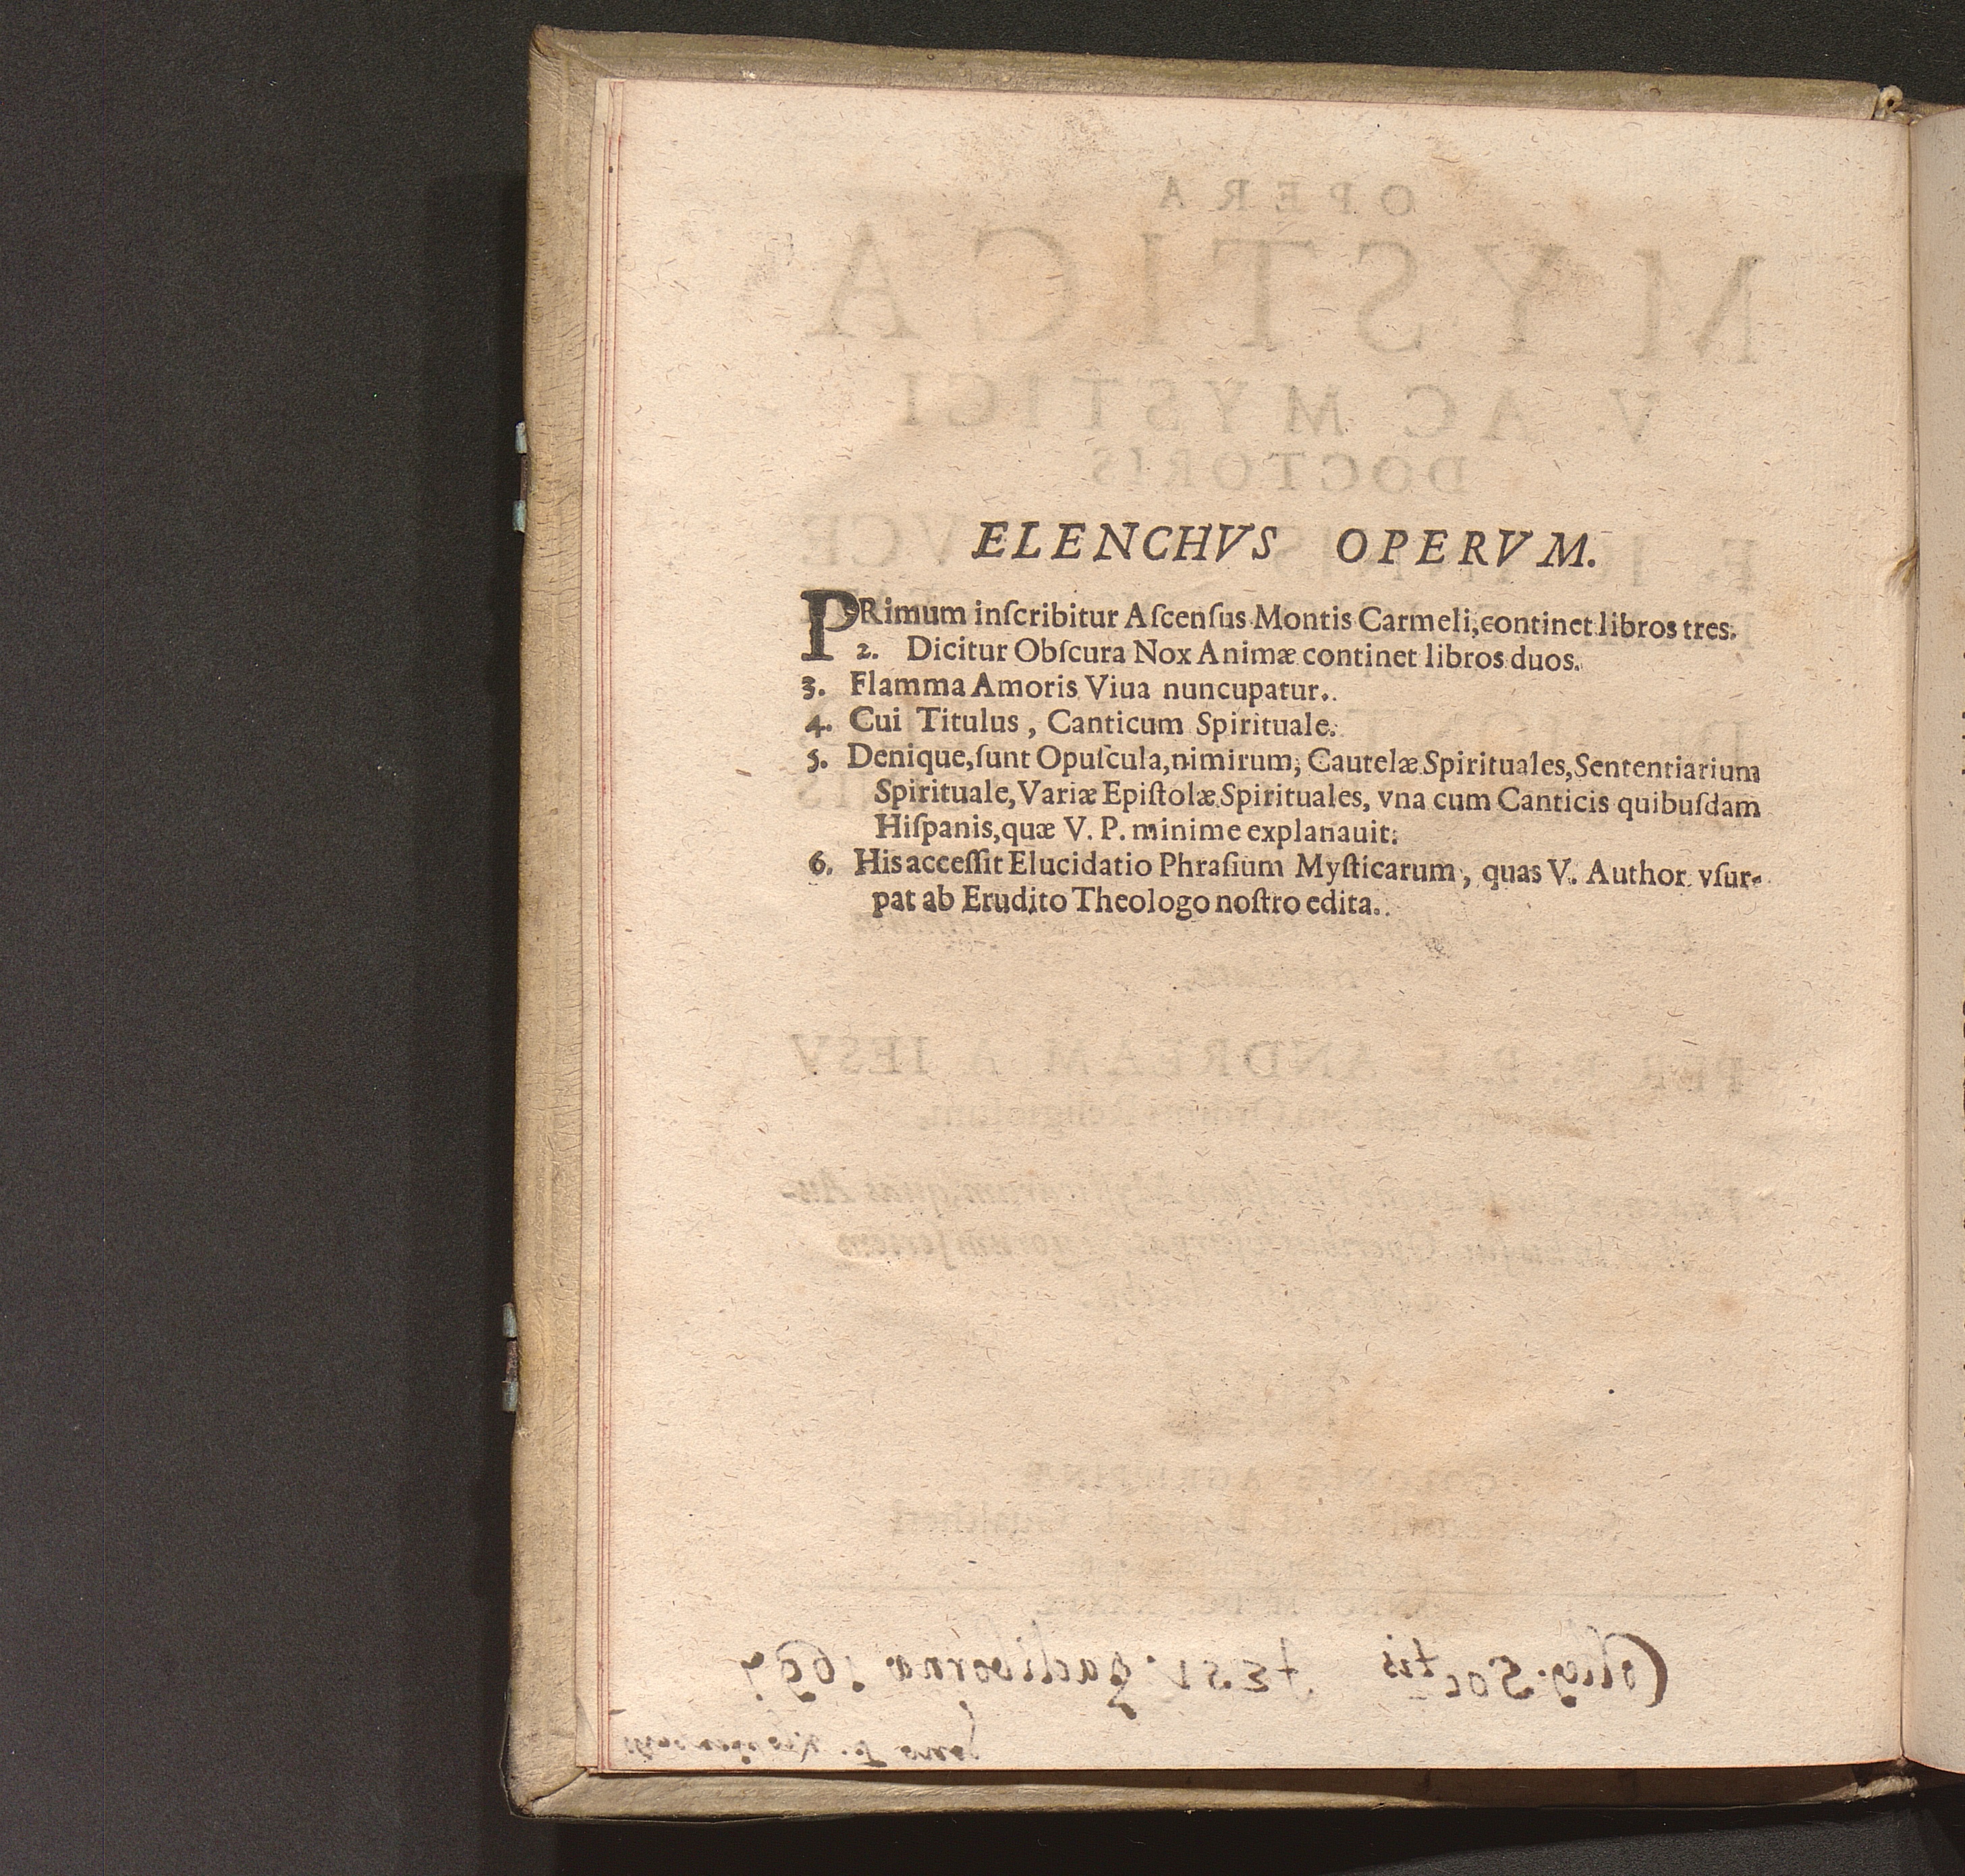 ELENCHVS OPERVM.
PRimum inſcribitur Aſcenſus Montis Carmeli, continet libros tres.
2. Dicitur Obſcura Nox Animæ continet libros duos.
3. Flamma Amoris Viua nuncupatur.
4. Cui Titulus, Canticum Spirituale.
5. Denique, ſunt Opuſcula, nimirum, Cautelæ Spirituales, Sententiarium
Spirituale, Variæ Epiſtolæ Spirituales, vna cum Canticis quibuſdam
Hiſpanis, quæ V. P. minime explanauit.
6. His acceſſit Elucidatio Phraſium Myſticarum, quas V. Author vſur-
pat ab Erudito Theologo noſtro edita.